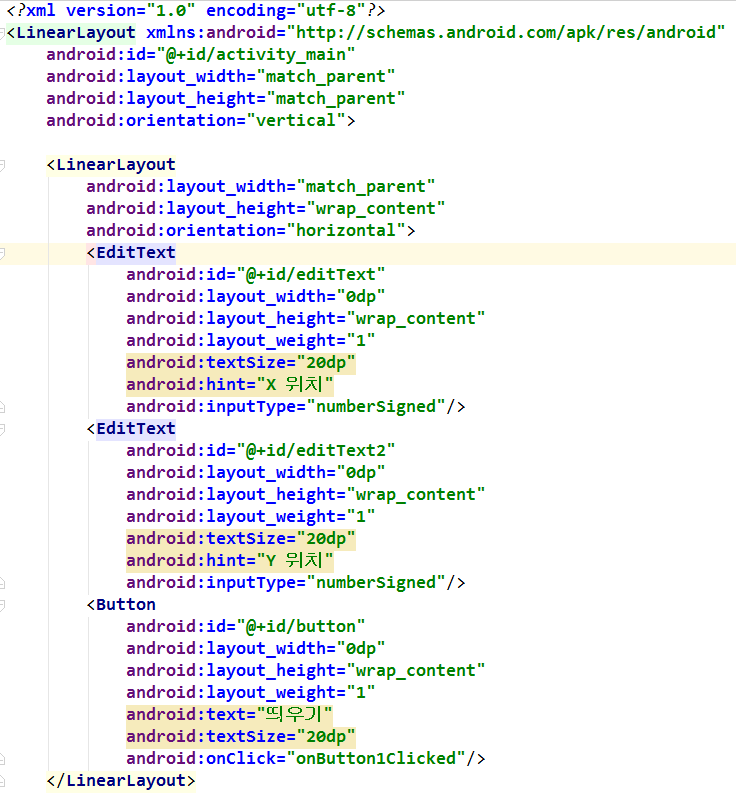 <?xml version="1.0" encoding="utf-8"?>
<LinearLayout xmlns:android="http://schemas.android.com/apk/res/android"
    android:id="@+id/activity_main"
    android:layout_width="match_parent"
    android:layout_height="match_parent"
    android:orientation="vertical">

    <LinearLayout
        android:layout_width="match_parent"
        android:layout_height="wrap_content"
        android:orientation="horizontal">
        <EditText
            android:id="@+id/editText"
            android:layout_width="0dp"
            android:layout_height="wrap_content"
            android:layout_weight="1"
            android:textSize="20dp"
            android:hint="X 위치"
            android:inputType="numberSigned"/>
        <EditText
            android:id="@+id/editText2"
            android:layout_width="0dp"
            android:layout_height="wrap_content"
            android:layout_weight="1"
            android:textSize="20dp"
            android:hint="Y 위치"
            android:inputType="numberSigned"/>
        <Button
            android:id="@+id/button"
            android:layout_width="0dp"
            android:layout_height="wrap_content"
            android:layout_weight="1"
            android:text="띄우기"
            android:textSize="20dp"
            android:onClick="onButton1Clicked"/>
    </LinearLayout>